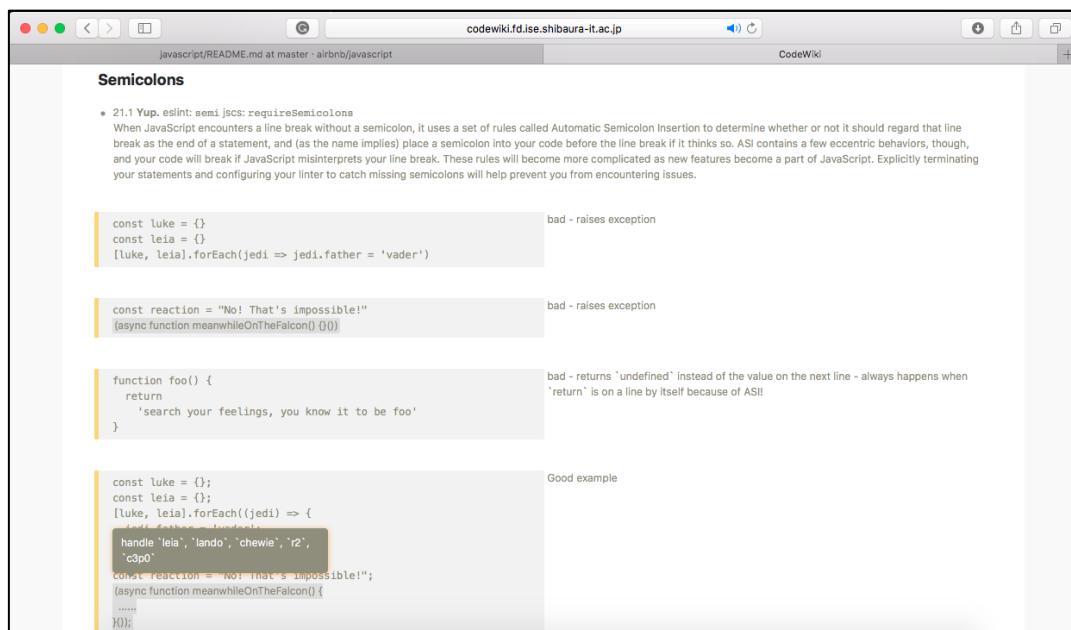 codewiki.fd.ise.shibaura-it.ac.jp
javascript/README.md at master · airbnb/javascript
CodeWiki
Semicolons
21.1 Yup. eslint: semi jscs: requireSemicolons
When JavaScript encounters a line break without a semicolon, it uses a set of rules called Automatic Semicolon Insertion to determine whether or not it should regard that line
break as the end of a statement, and (as the name implies) place a semicolon into your code before the line break if it thinks so. ASI contains a few eccentric behaviors, though,
and your code will break if JavaScript misinterprets your line break. These rules will become more complicated as new features become a part of JavaScript. Explicitly terminating
your statements and configuring your linter to catch missing semicolons will help prevent you from encountering issues.
const luke = {}
const leia = {}
[luke, leia].forEach(jedi => jedi.father = 'vader')
bad - raises exception
const reaction = "No! That's impossible!"
(async function meanwhileOnTheFalcon() {}())
bad - raises exception
function foo() {
return
'search your feelings, you know it to be foo'
}
bad - returns `undefined` instead of the value on the next line - always happens when
`return` is on a line by itself because of ASI!
const luke = {};
const leia = {};
[luke, leia].forEach((jedi) => {
jedi.father = 'vader';
handle `leia`, `lando`, `chewie`, `r2`,
`c3p0`
const reaction = "No! That's impossible!";
(async function meanwhileOnTheFalcon() {
......
}());
Good example